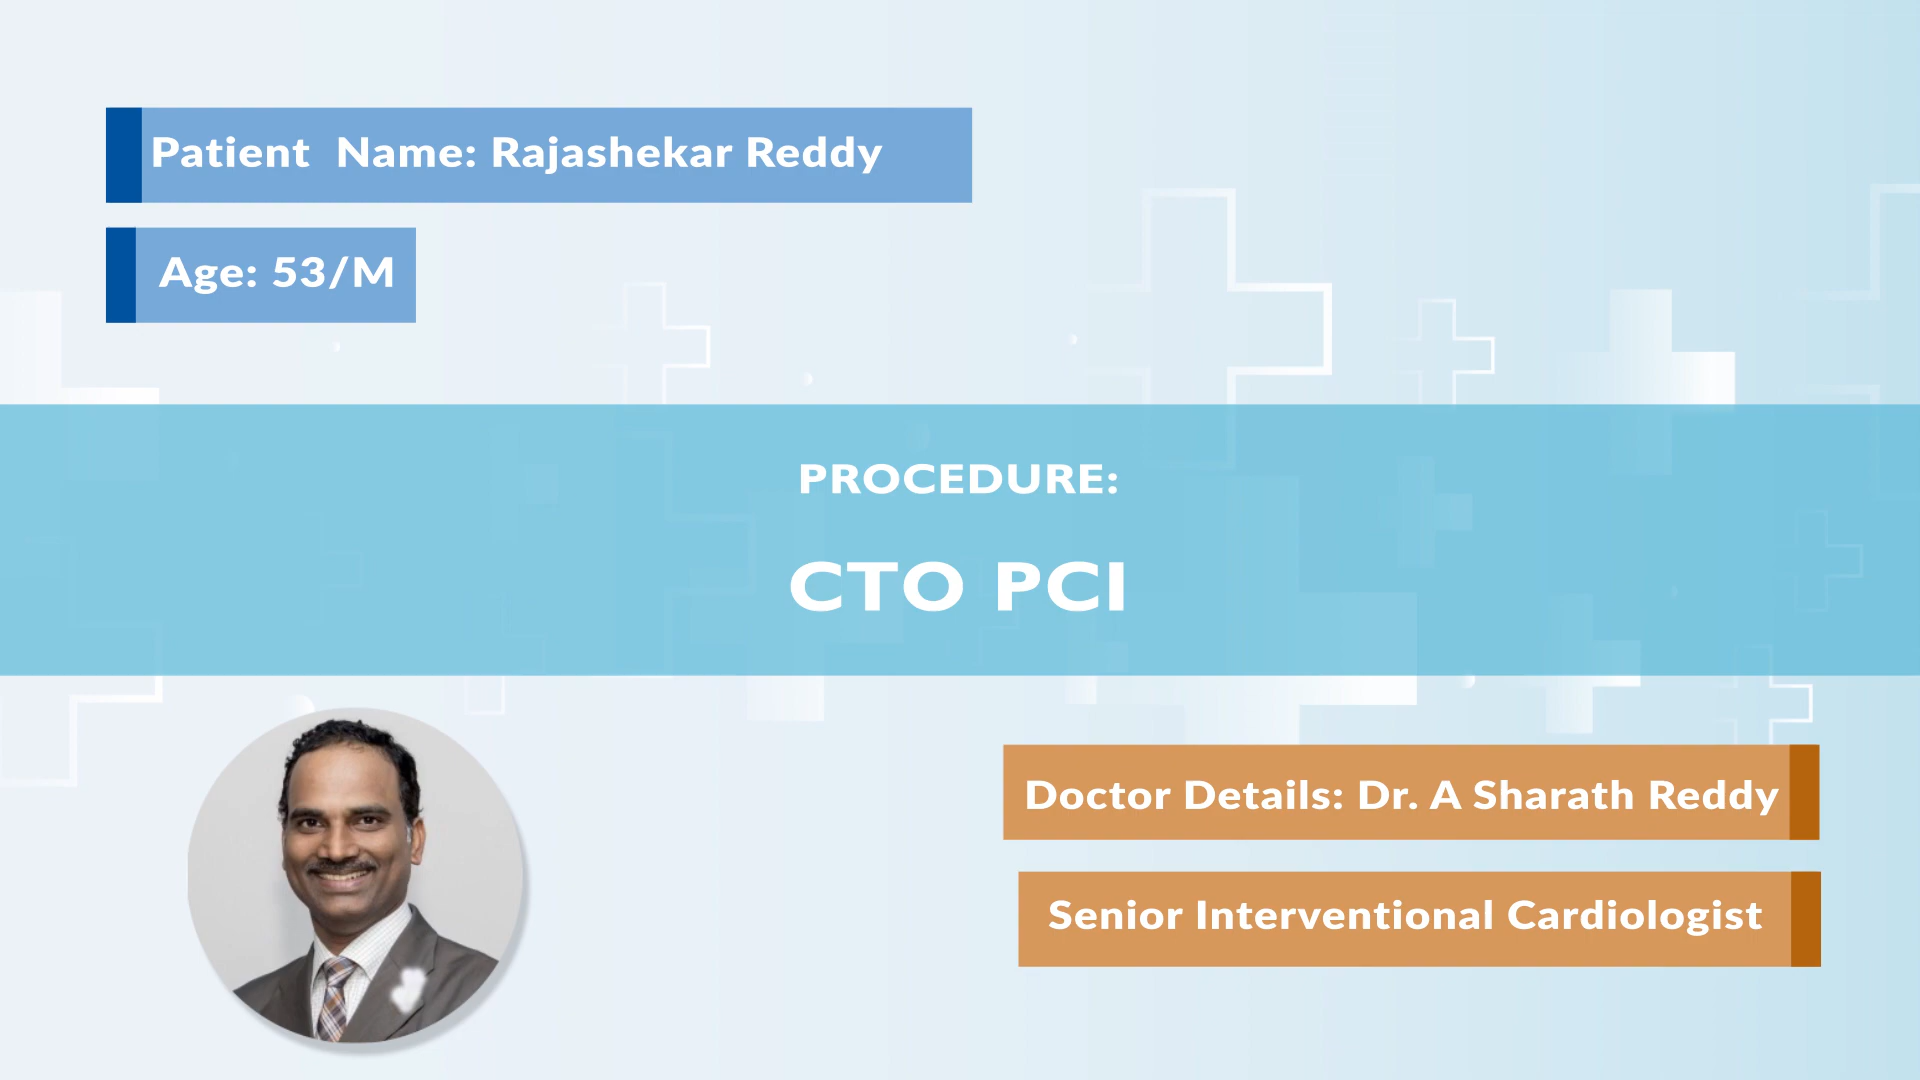 Patient Name: Rajashekar Reddy
Age: 53/M
PROCEDURE:
CTO PCI
Doctor Details: Dr. A Sharath Reddy
Senior Interventional Cardiologist